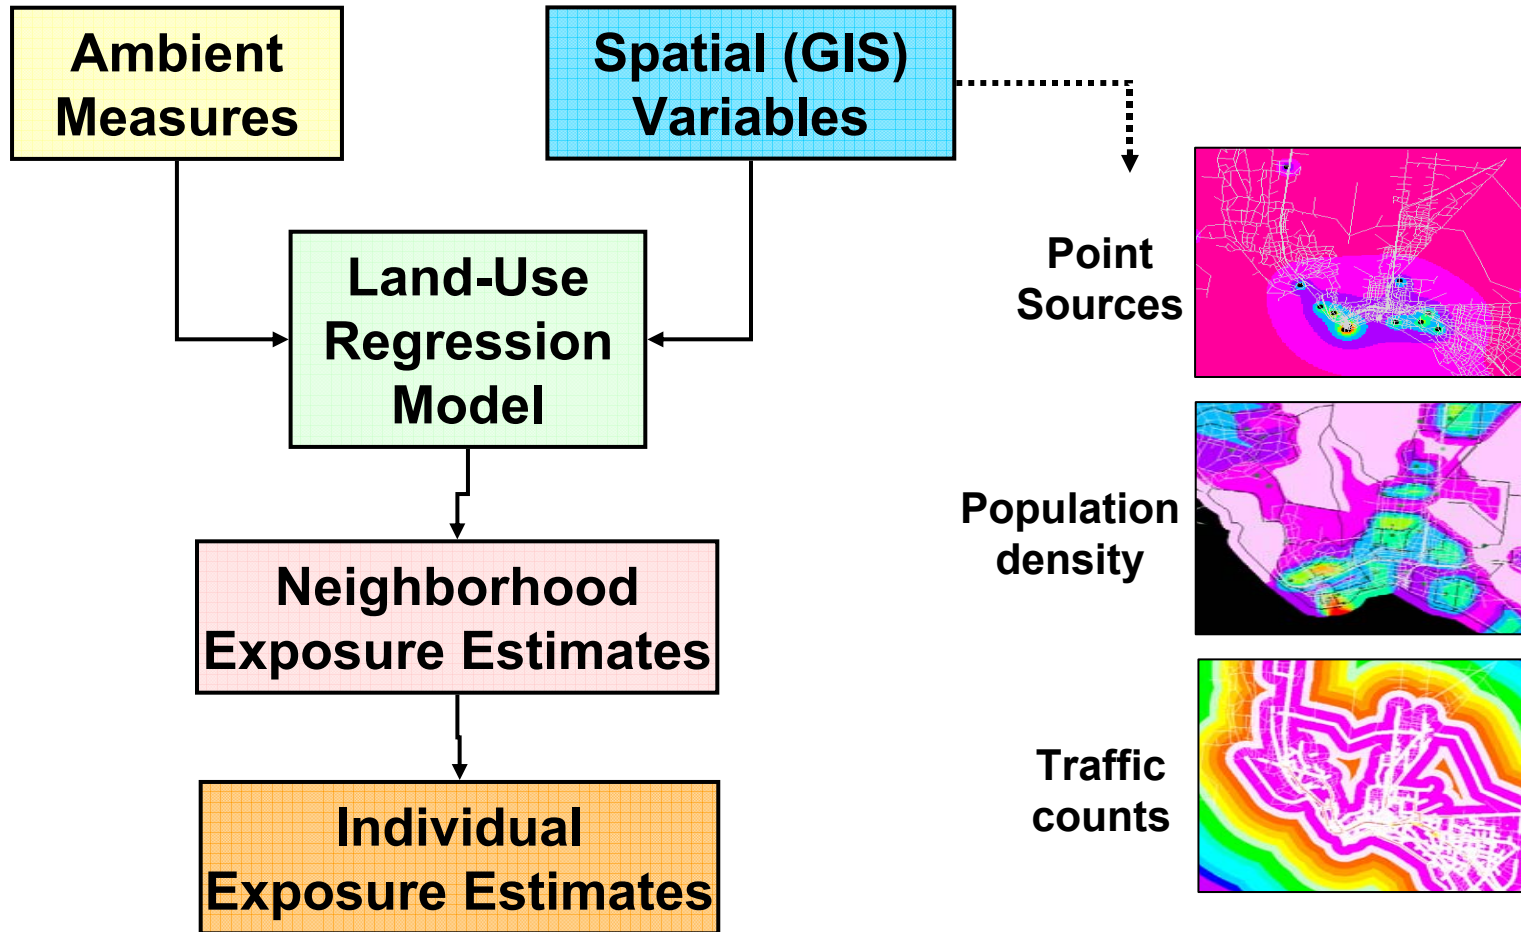 Ambient
Measures
Spatial (GIS)
Variables
Land-Use
Regression
Model
Neighborhood
Exposure Estimates
Individual
Exposure Estimates
Point
Sources
Population
density
Traffic
counts